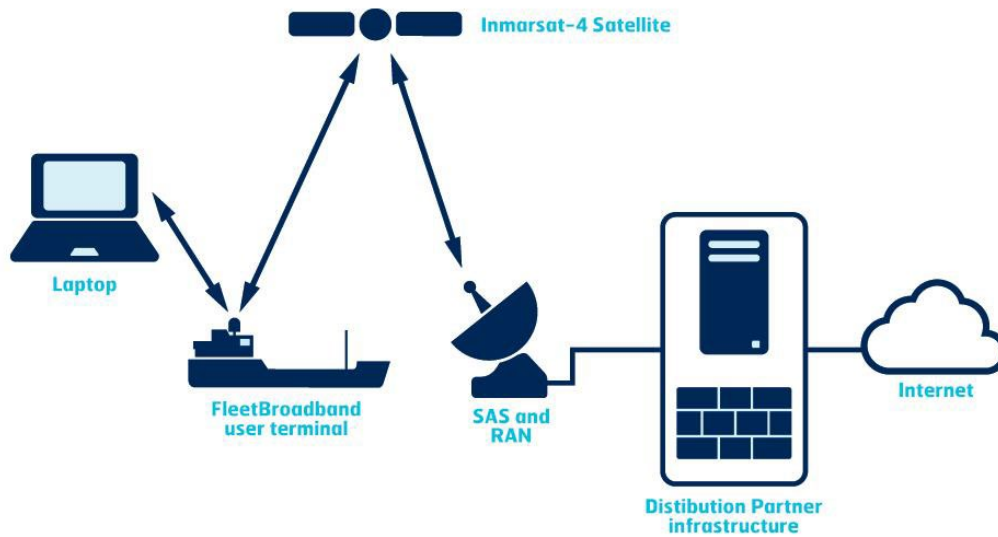 Inmarsat-4 Satellite
Laptop
FleetBroadband
user terminal
SAS and
RAN
Distibution Partner
infrastructure
Internet